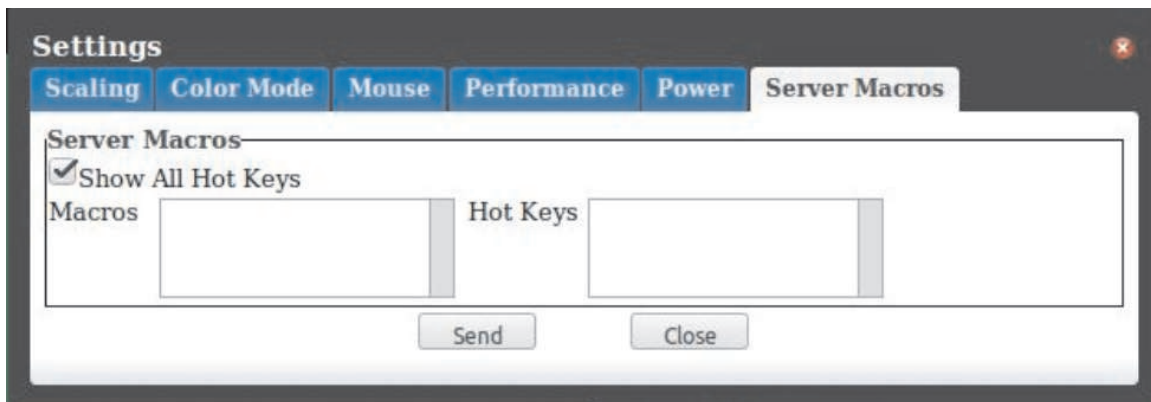 Settings
Scaling Color Mode Mouse Performance Power Server Macros
Server Macros
Show All Hot Keys
Macros Hot Keys
Send Close